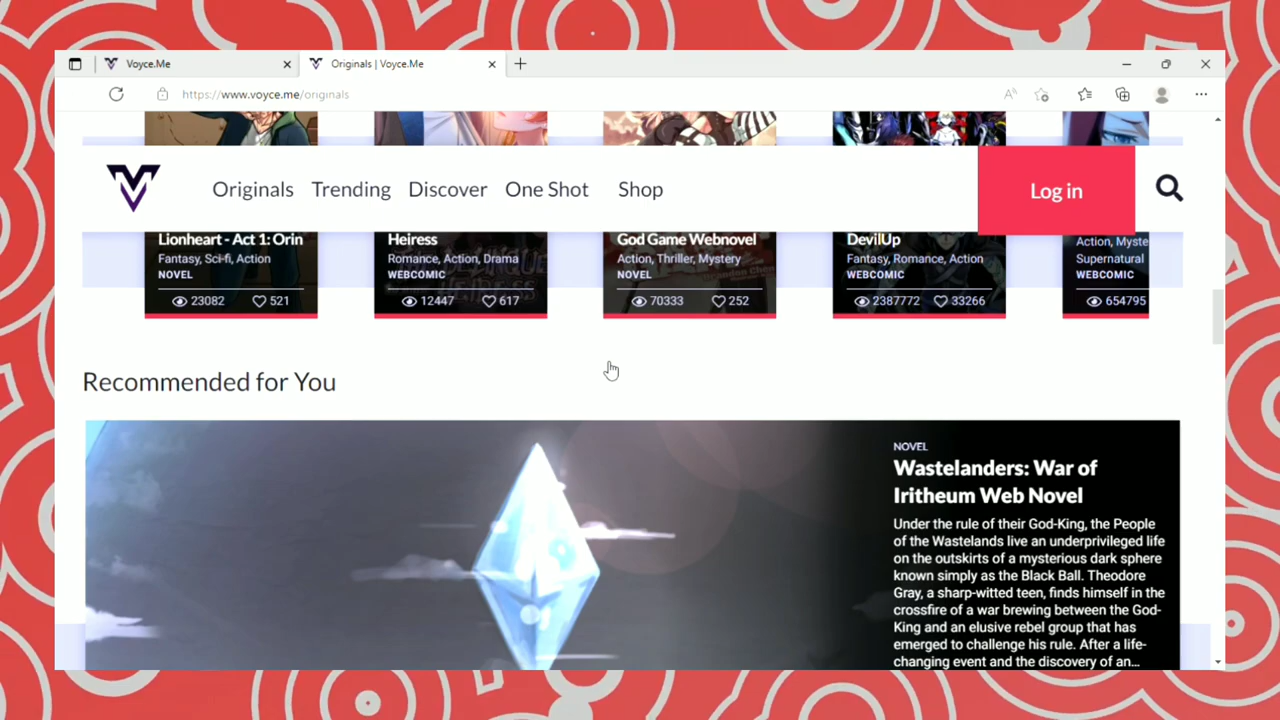 Voyce.Me
Originals | Voyce.Me
https://www.voyce.me/originals
Originals Trending Discover One Shot Shop
Log in
Lionheart - Act 1: Orin
Fantasy, Sci-fi, Action
NOVEL
23082 521
Heiress
Romance, Action, Drama
WEBCOMIC
12447 617
God Game Webnovel
Action, Thriller, Mystery
NOVEL
70333 252
DevilUp
Fantasy, Romance, Action
WEBCOMIC
2387772 33266
Action, Myste
Supernatural
WEBCOMIC
654795
Recommended for You
NOVEL
Wastelanders: War of
Iritheum Web Novel
Under the rule of their God-King, the People
of the Wastelands live an underprivileged life
on the outskirts of a mysterious dark sphere
known simply as the Black Ball. Theodore
Gray, a sharp-witted teen, finds himself in the
crossfire of a war brewing between the God-
King and an elusive rebel group that has
emerged to challenge his rule. After a life-
changing event and the discovery of an...